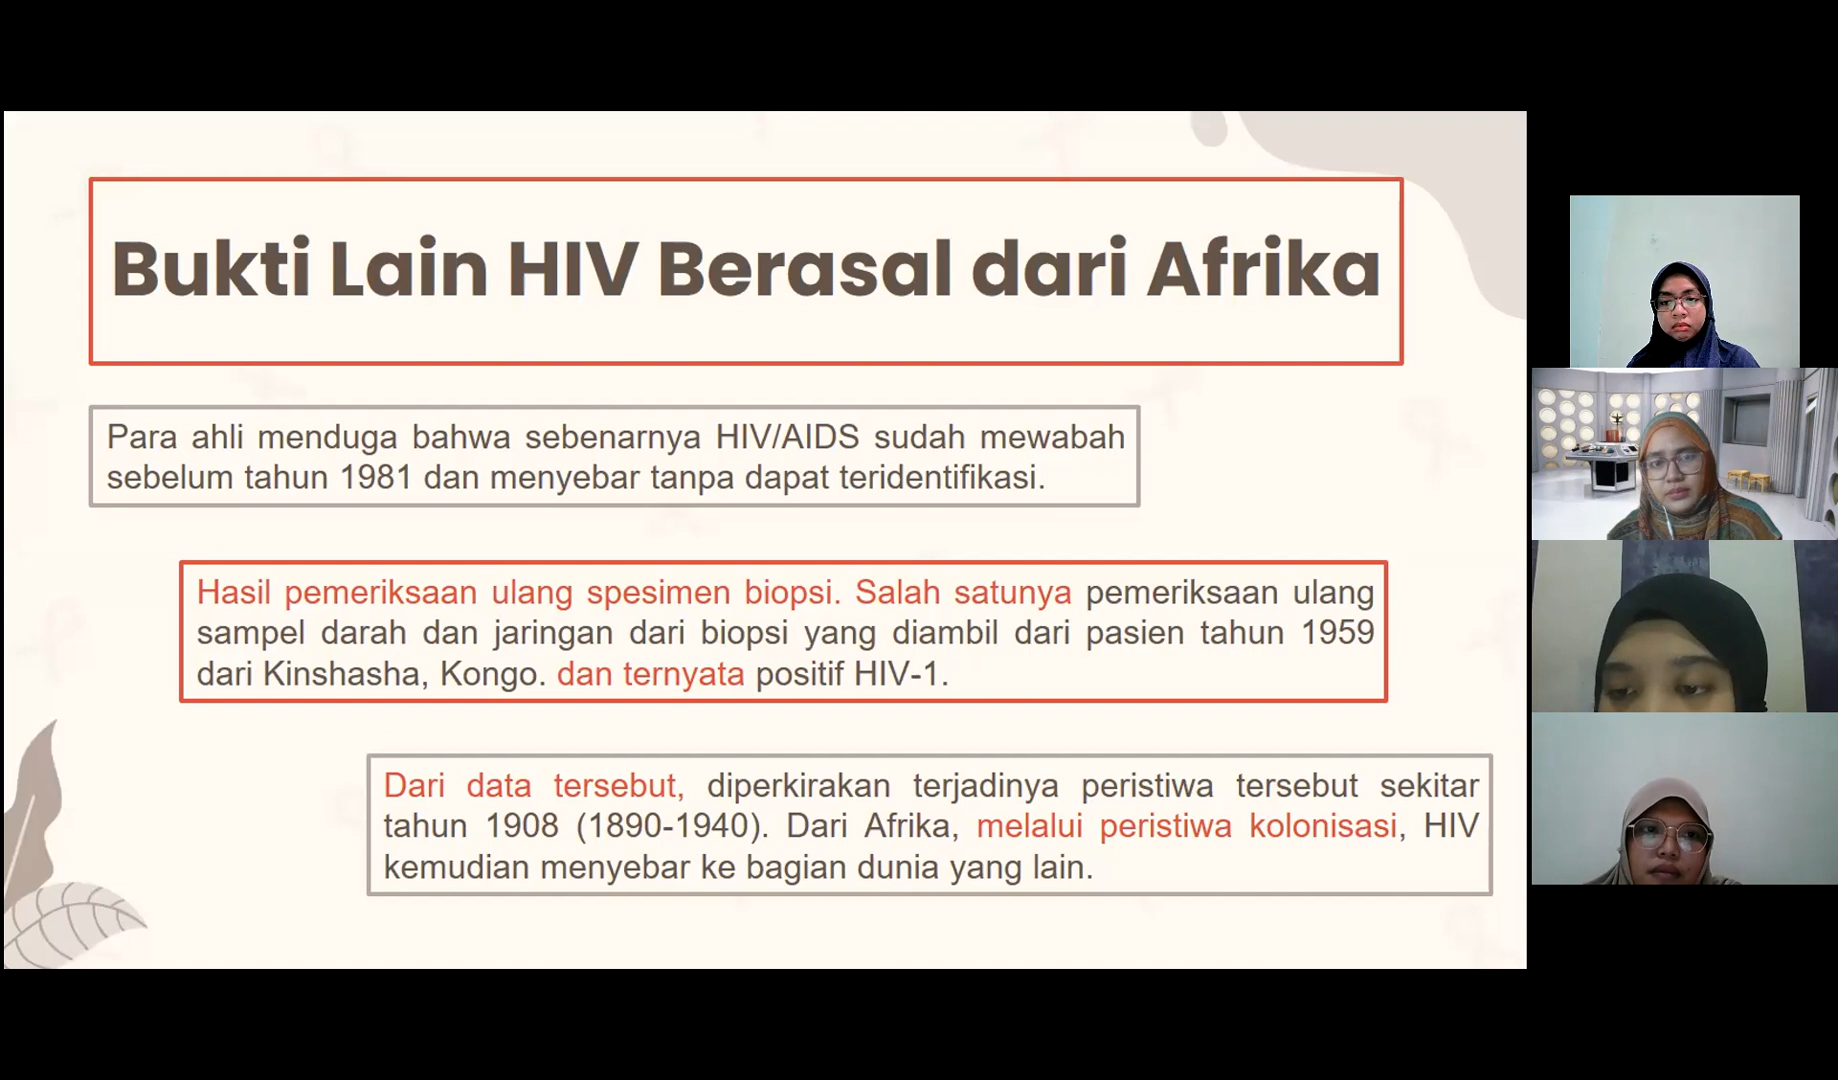 Bukti Lain HIV Berasal dari Afrika
Para ahli menduga bahwa sebenarnya HIV/AIDS sudah mewabah
sebelum tahun 1981 dan menyebar tanpa dapat teridentifikasi.
Hasil pemeriksaan ulang spesimen biopsi. Salah satunya pemeriksaan ulang
sampel darah dan jaringan dari biopsi yang diambil dari pasien tahun 1959
dari Kinshasha, Kongo. dan ternyata positif HIV-1.
Dari data tersebut, diperkirakan terjadinya peristiwa tersebut sekitar
tahun 1908 (1890-1940). Dari Afrika, melalui peristiwa kolonisasi, HIV
kemudian menyebar ke bagian dunia yang lain.